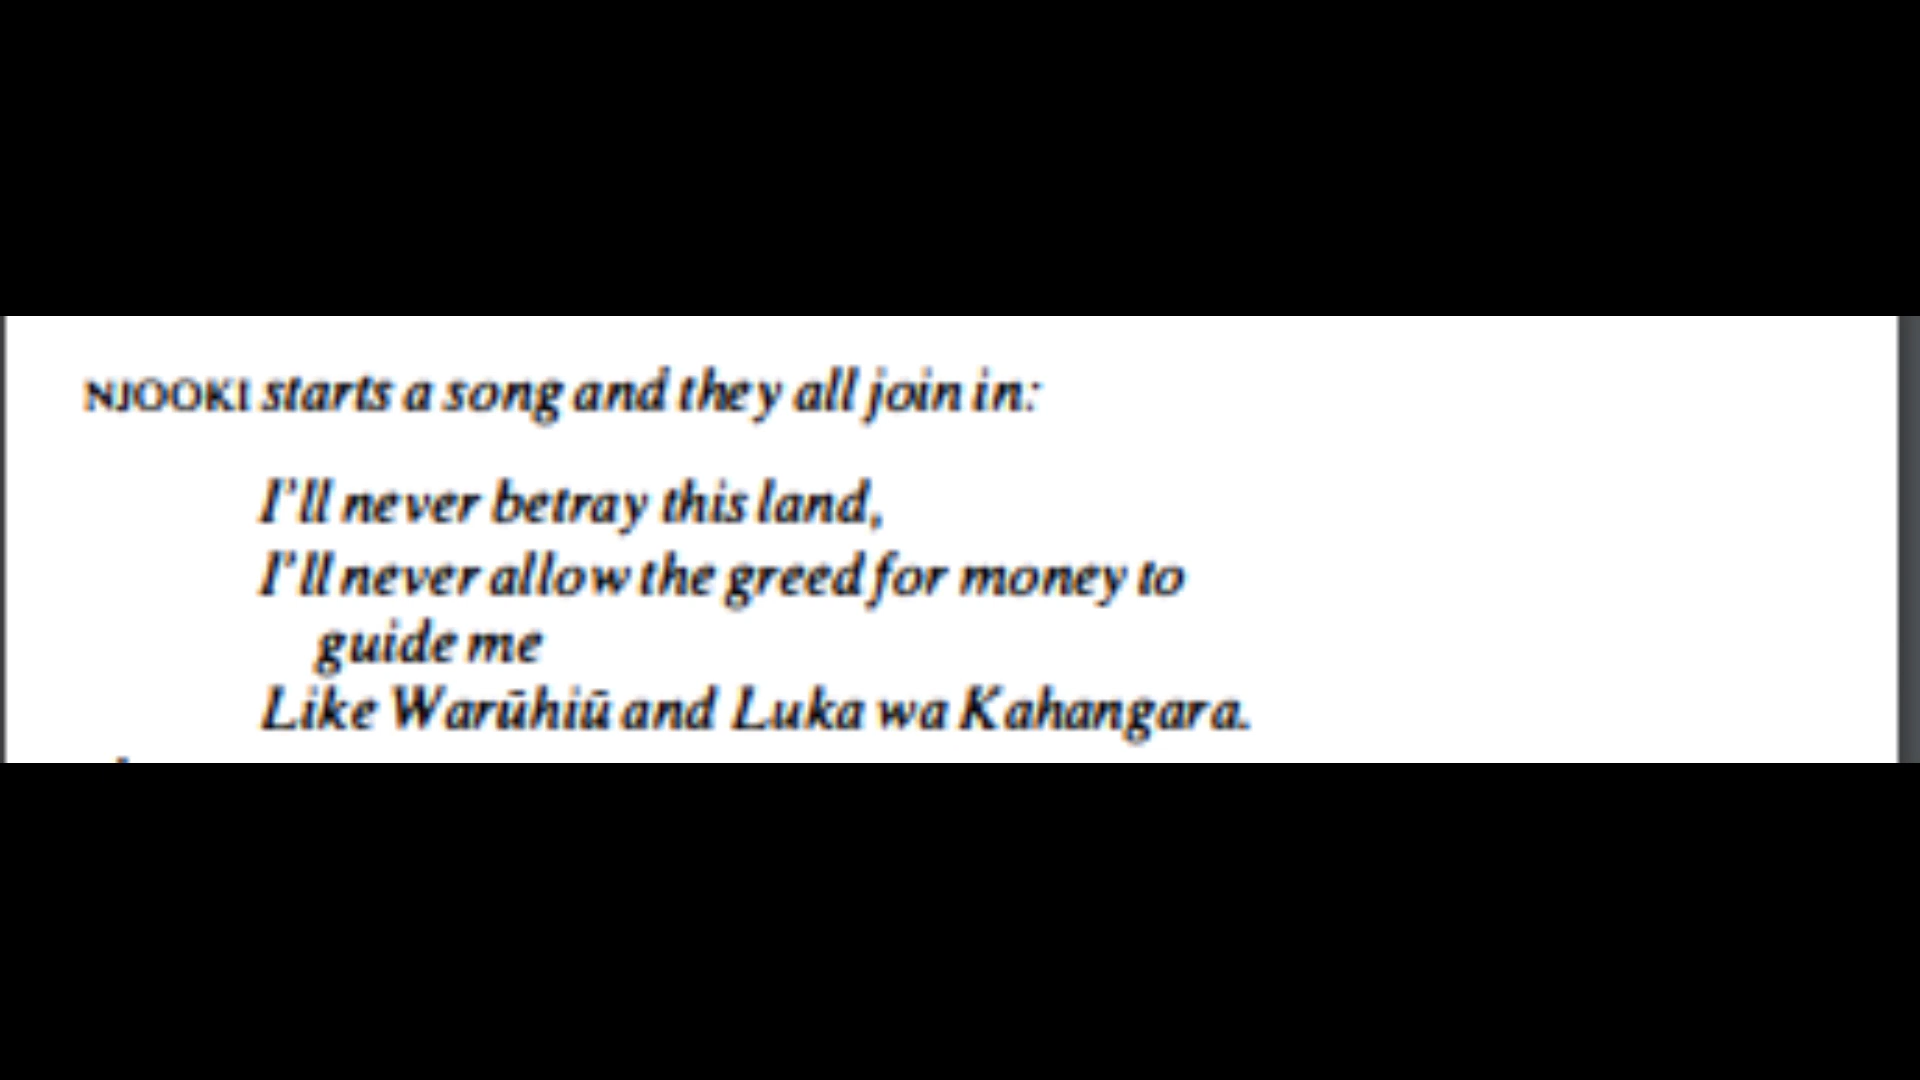 NJOOKI starts a song and they all join in:
I'll never betray this land,
I'll never allow the greed for money to
guide me
Like Warūhiū and Luka wa Kahangara.